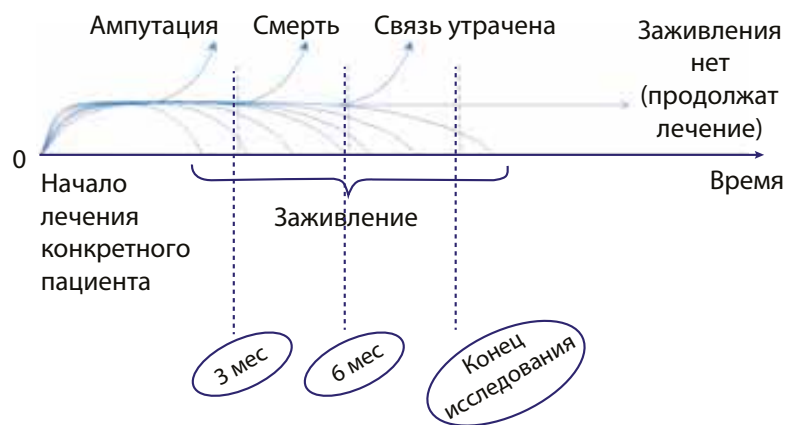 Ампутация
Смерть
Связь утрачена
Заживления
нет
(продолжат
лечение)
0
Время
Начало
лечения
конкретного
пациента
Заживление
3 мес
6 мес
Конец
исследования